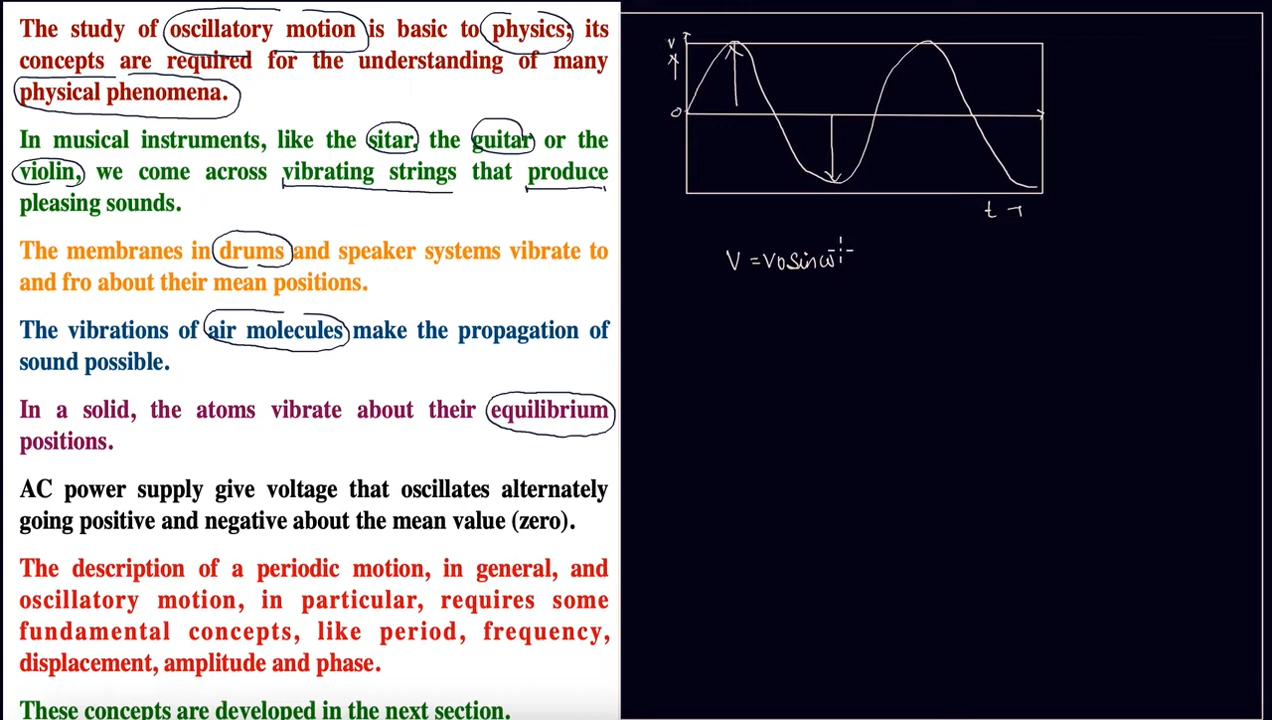 The study of oscillatory motion is basic to physics; its
concepts are required for the understanding of many
physical phenomena.
In musical instruments, like the sitar, the guitar or the
violin, we come across vibrating strings that produce
pleasing sounds.
The membranes in drums and speaker systems vibrate to
and fro about their mean positions.
The vibrations of air molecules make the propagation of
sound possible.
In a solid, the atoms vibrate about their equilibrium
positions.
AC power supply give voltage that oscillates alternately
going positive and negative about the mean value (zero).
The description of a periodic motion, in general, and
oscillatory motion, in particular, requires some
fundamental concepts, like period, frequency,
displacement, amplitude and phase.
These concepts are developed in the next section.
V
0
t →
V = V0 sin ωt